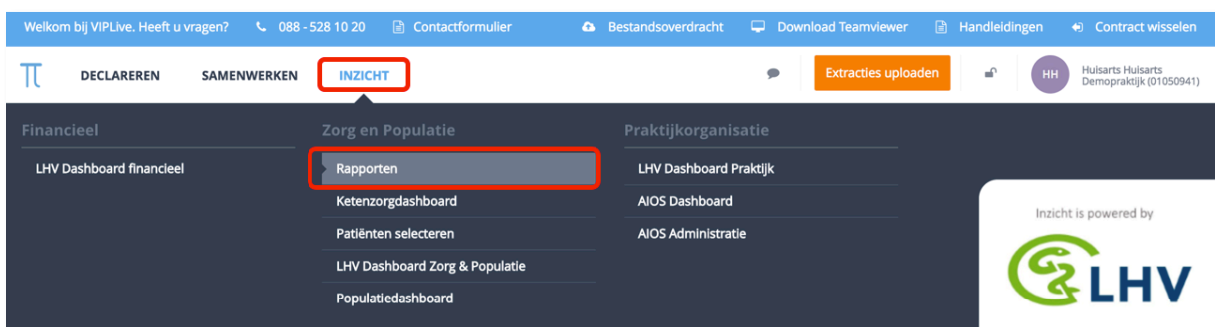 Welkom bij VIPLive. Heeft u vragen? 088 - 528 10 20 Contactformulier Bestandsoverdracht Download Teamviewer Handleidingen Contract wisselen
DECLAREREN SAMENWERKEN INZICHT Extracties uploaden HH Huisarts Huisarts
Demopraktijk (01050941)
Financieel Zorg en Populatie Praktijkorganisatie
LHV Dashboard financieel Rapporten LHV Dashboard Praktijk
Ketenzorgdashboard AIOS Dashboard
Patiënten selecteren AIOS Administratie
LHV Dashboard Zorg & Populatie
Populatiedashboard
Inzicht is powered by
LHV